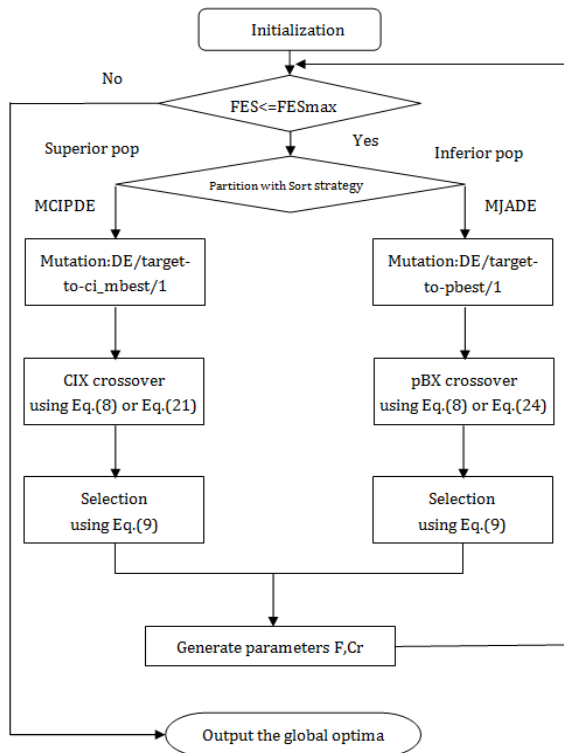 Initialization
No
FES<=FESmax
Superior pop
Yes
Inferior pop
Partition with Sort strategy
MCIPDE
MJADE
Mutation:DE/target-
to-ci_mbest/1
Mutation:DE/target-
to-pbest/1
CIX crossover
using Eq.(8) or Eq.(21)
pBX crossover
using Eq.(8) or Eq.(24)
Selection
using Eq.(9)
Selection
using Eq.(9)
Generate parameters F,Cr
Output the global optima